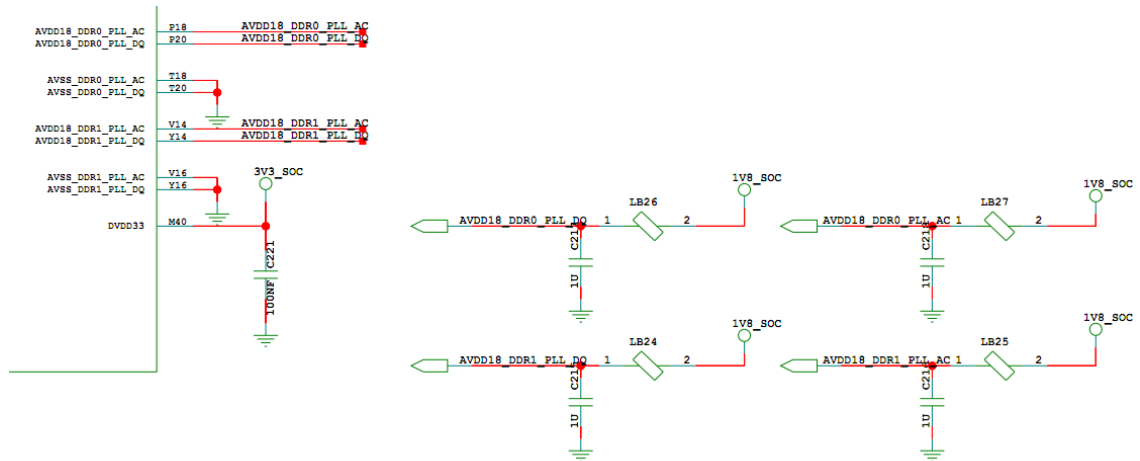 AVDD18_DDR0_PLL_AC P18 AVDD18_DDR0_PLL_AC
AVDD18_DDR0_PLL_DQ P20 AVDD18_DDR0_PLL_DQ
AVSS_DDR0_PLL_AC T18
AVSS_DDR0_PLL_DQ T20
AVDD18_DDR1_PLL_AC V14 AVDD18_DDR1_PLL_AC
AVDD18_DDR1_PLL_DQ Y14 AVDD18_DDR1_PLL_DQ
AVSS_DDR1_PLL_AC V16
AVSS_DDR1_PLL_DQ Y16
3V3_SOC
DVDD33 M40
C221
100NF
1V8_SOC
LB26
AVDD18_DDR0_PLL_DQ 1 2
1U
1V8_SOC
LB27
AVDD18_DDR0_PLL_AC 1 2
1U
1V8_SOC
LB24
AVDD18_DDR1_PLL_DQ 1 2
1U
1V8_SOC
LB25
AVDD18_DDR1_PLL_AC 1 2
1U